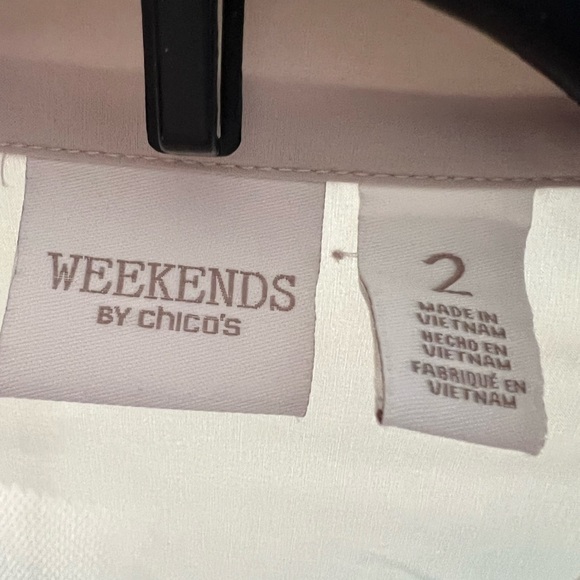 WEEKENDS
BY chico's
2
MADE IN
VIETNAM
HECHO EN
VIETNAM
FABRIQUÉ EN
VIETNAM